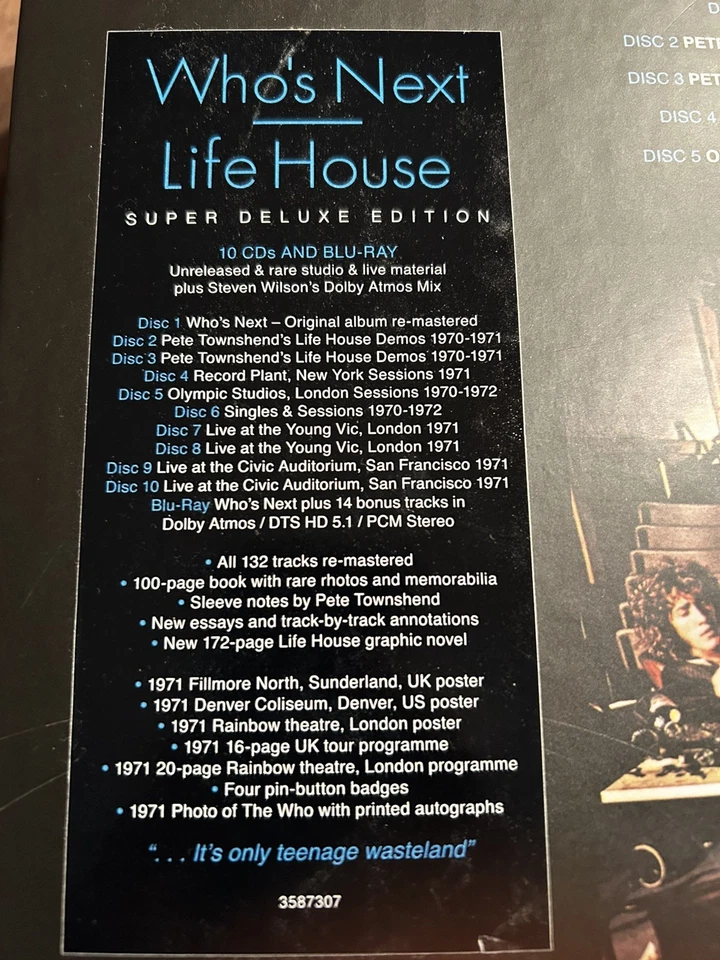 Who's Next
Life House
SUPER DELUXE EDITION
10 CDs AND BLU-RAY
Unreleased & rare studio & live material
plus Steven Wilson's Dolby Atmos Mix
Disc 1 Who's Next – Original album re-mastered
Disc 2 Pete Townshend's Life House Demos 1970-1971
Disc 3 Pete Townshend's Life House Demos 1970-1971
Disc 4 Record Plant, New York Sessions 1971
Disc 5 Olympic Studios, London Sessions 1970-1972
Disc 6 Singles & Sessions 1970-1972
Disc 7 Live at the Young Vic, London 1971
Disc 8 Live at the Young Vic, London 1971
Disc 9 Live at the Civic Auditorium, San Francisco 1971
Disc 10 Live at the Civic Auditorium, San Francisco 1971
Blu-Ray Who's Next plus 14 bonus tracks in
Dolby Atmos / DTS HD 5.1 / PCM Stereo
• All 132 tracks re-mastered
• 100-page book with rare rhotos and memorabilia
• Sleeve notes by Pete Townshend
• New essays and track-by-track annotations
• New 172-page Life House graphic novel
• 1971 Fillmore North, Sunderland, UK poster
• 1971 Denver Coliseum, Denver, US poster
• 1971 Rainbow theatre, London poster
• 1971 16-page UK tour programme
• 1971 20-page Rainbow theatre, London programme
• Four pin-button badges
• 1971 Photo of The Who with printed autographs
". . . It's only teenage wasteland"
3587307
DISC 2 PET
DISC 3 PET
DISC 4
DISC 5 O